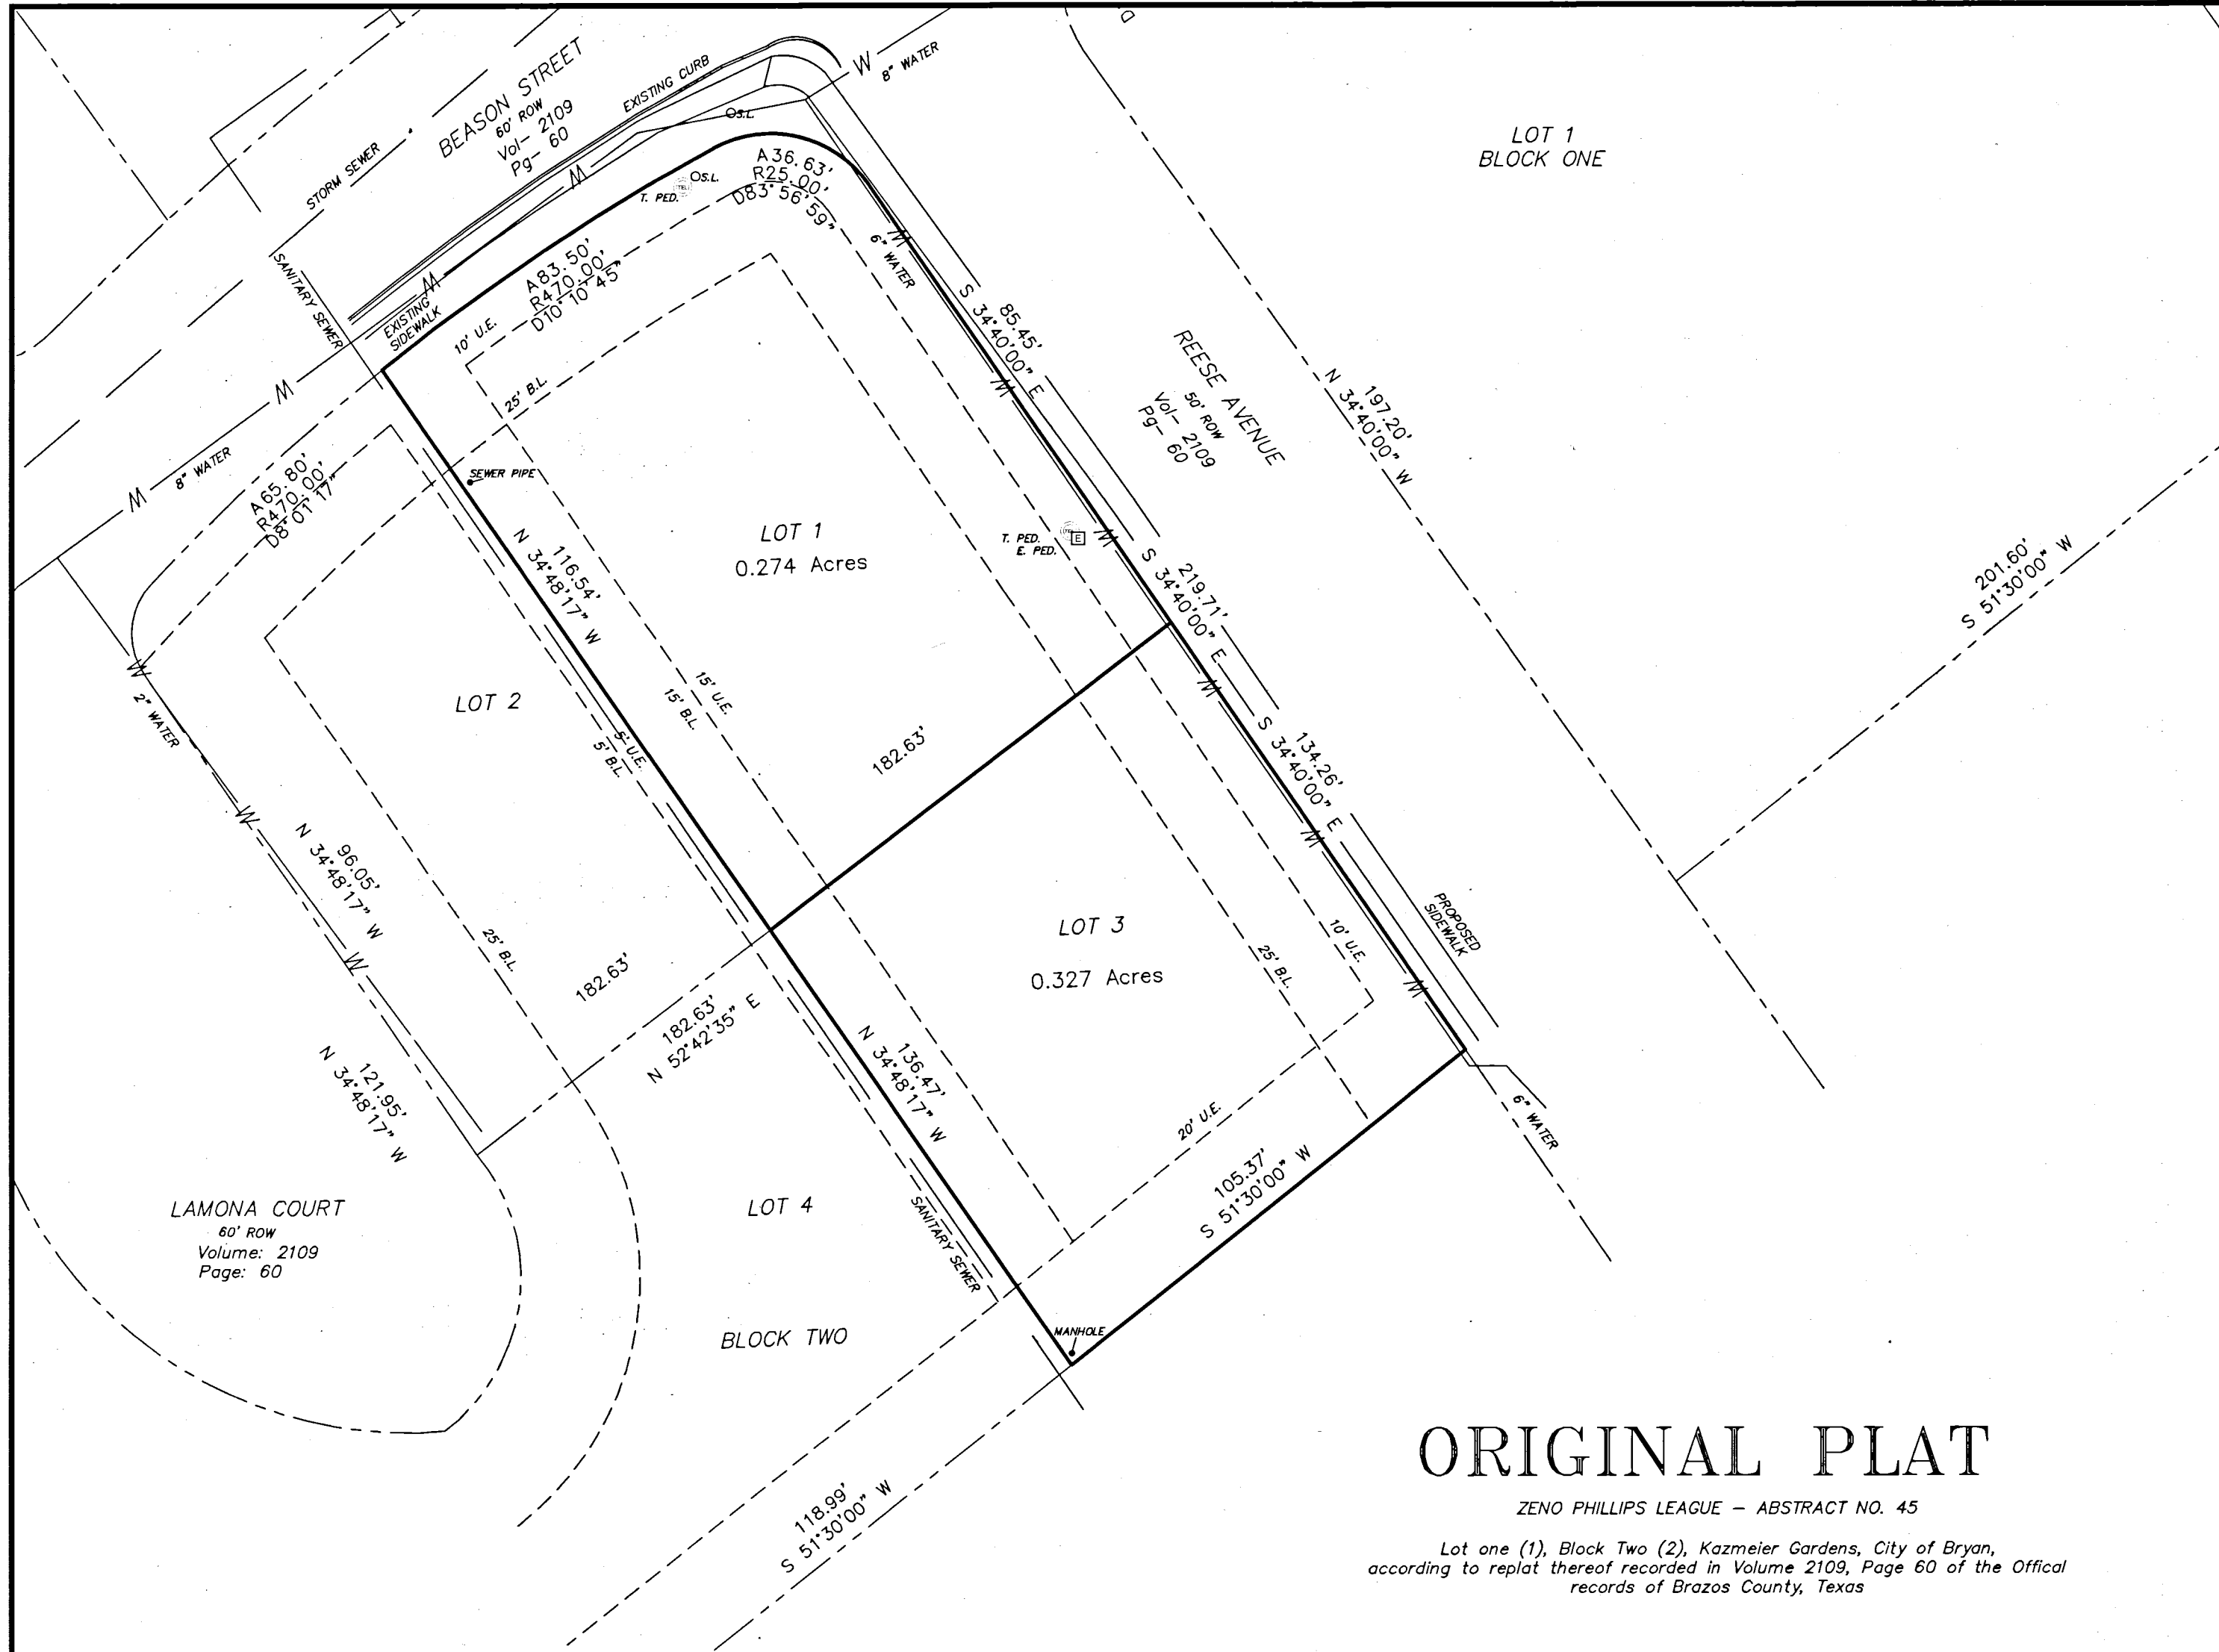 BEASON STREET
60' ROW
Vol- 2109
Pg- 60
EXISTING CURB
W
8" WATER
STORM SEWER
SANITARY SEWER
EXISTING
SIDEWALK
O S.L.
O S.L.
T. PED.
TEL
A36.63'
R25.00'
D83°56'59"
A83.50'
R470.00'
D10°10'45"
10' U.E.
25' B.L.
6" WATER
LOT 1
BLOCK ONE
85.45'
S 34°40'00" E
REESE AVENUE
50' ROW
Vol- 2109
Pg- 60
197.20'
N 34°40'00" W
201.60'
S 51°30'00" W
W
W
W
8" WATER
W
A65.80'
R470.00'
D8°01'17"
SEWER PIPE
LOT 1
0.274 Acres
T. PED.
E. PED.
E
116.54'
N 34°48'17" W
219.71'
S 34°40'00" E
LOT 2
W
2" WATER
15' U.E.
15' B.L.
5' U.E.
5' B.L.
182.63'
134.26'
S 34°40'00" E
W
W
W
W
W
W
W
96.05'
N 34°48'17" W
W
25' B.L.
182.63'
182.63'
N 52°42'35" E
LOT 3
0.327 Acres
25' B.L.
10' U.E.
PROPOSED
SIDEWALK
121.95'
N 34°48'17" W
136.47'
N 34°48'17" W
20' U.E.
6" WATER
105.37'
S 51°30'00" W
LAMONA COURT
60' ROW
Volume: 2109
Page: 60
LOT 4
SANITARY SEWER
BLOCK TWO
MANHOLE
118.99'
S 51°30'00" W
ORIGINAL PLAT
ZENO PHILLIPS LEAGUE – ABSTRACT NO. 45
Lot one (1), Block Two (2), Kazmeier Gardens, City of Bryan,
according to replat thereof recorded in Volume 2109, Page 60 of the Offical
records of Brazos County, Texas